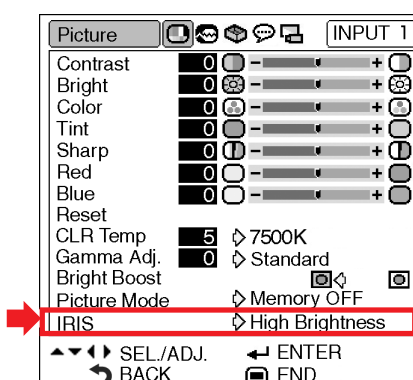 Picture INPUT 1
Contrast 0 - +
Bright 0 - +
Color 0 - +
Tint 0 - +
Sharp 0 - +
Red 0 - +
Blue 0 - +
Reset
CLR Temp 5 7500K
Gamma Adj. 0 Standard
Bright Boost
Picture Mode Memory OFF
IRIS High Brightness
SEL./ADJ. ENTER
BACK END